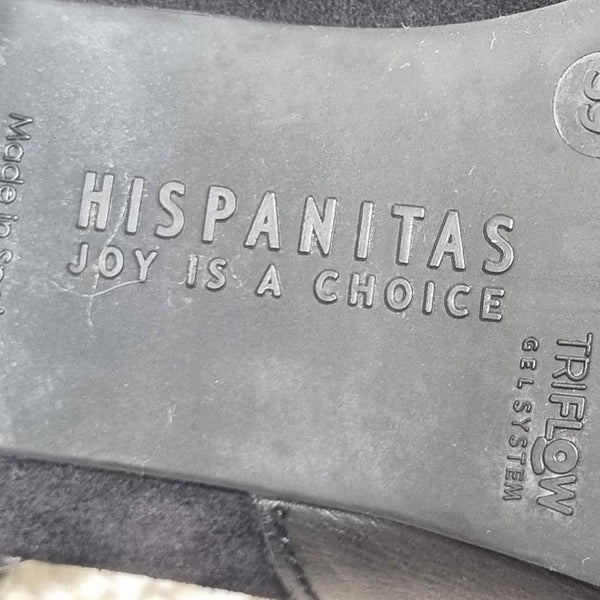 HISPANITAS
JOY IS A CHOICE
Made in
TRIFLOW
GEL SYSTEM